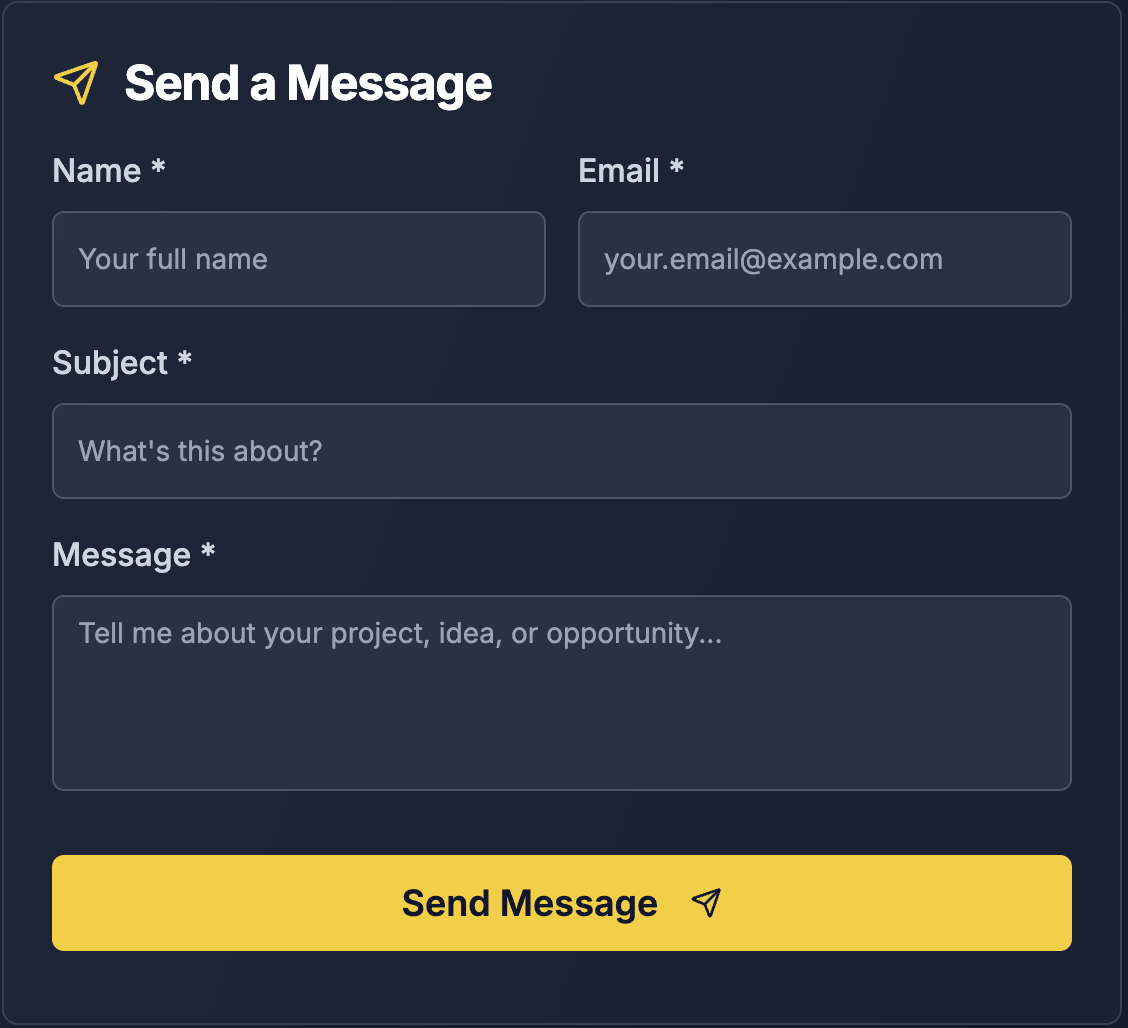 Send a Message
Name *
Email *
Your full name
your.email@example.com
Subject *
What's this about?
Message *
Tell me about your project, idea, or opportunity...
Send Message